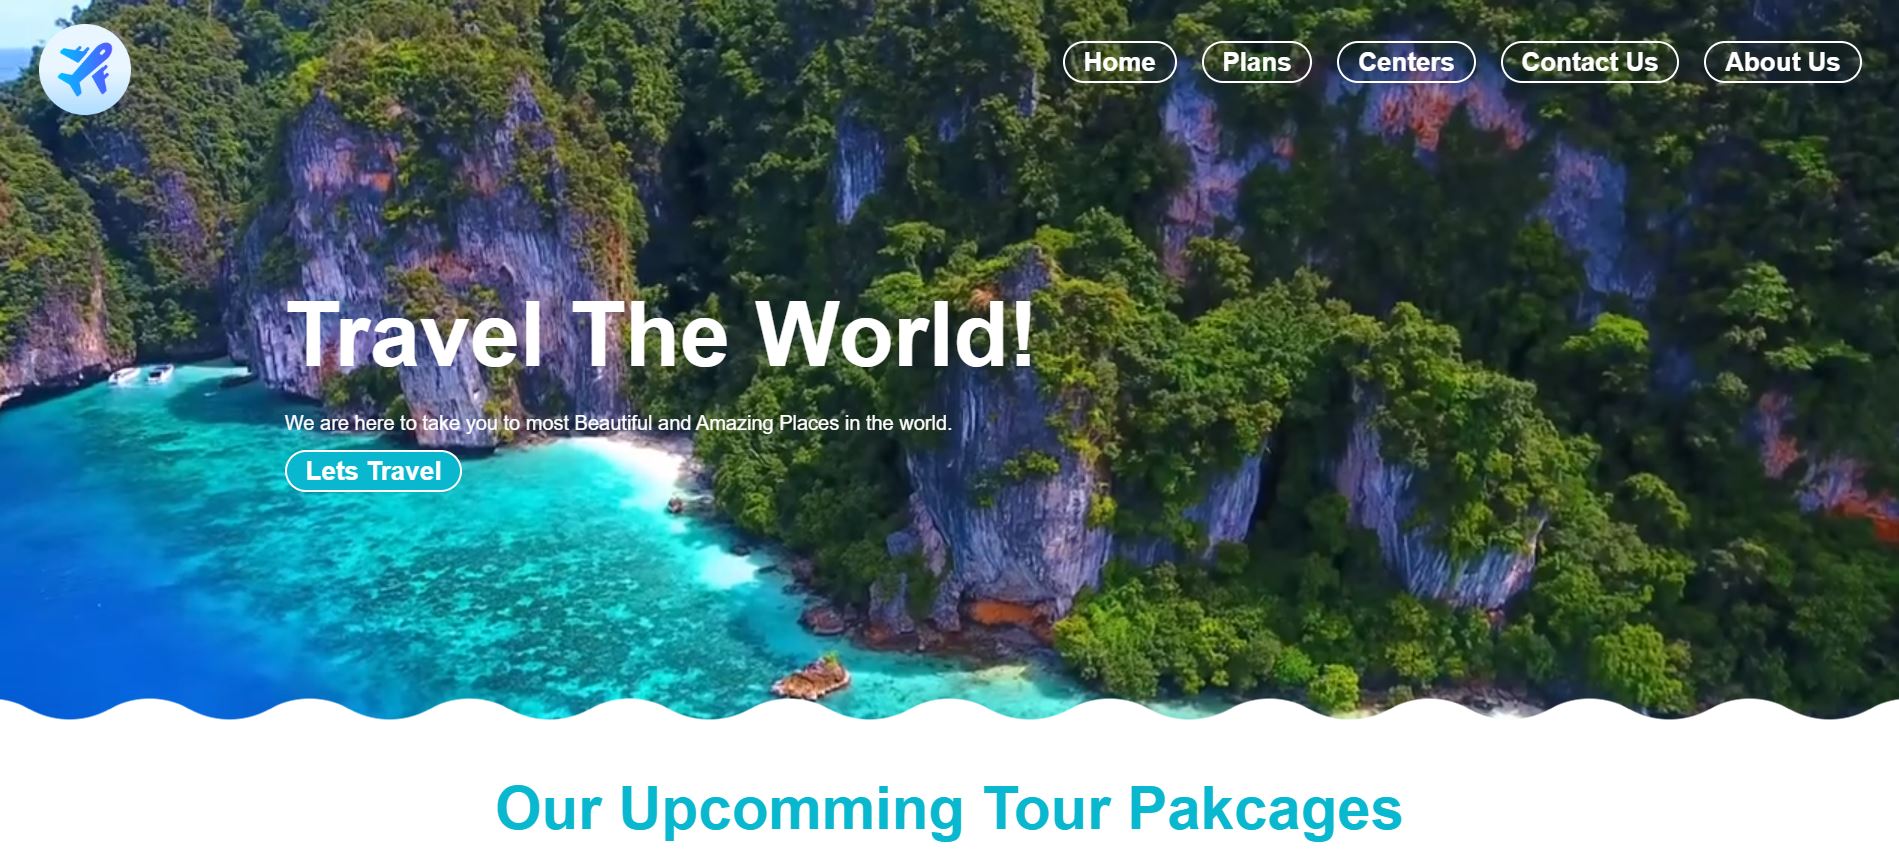 Home
Plans
Centers
Contact Us
About Us
Travel The World!
We are here to take you to most Beautiful and Amazing Places in the world.
Lets Travel
Our Upcomming Tour Pakcages